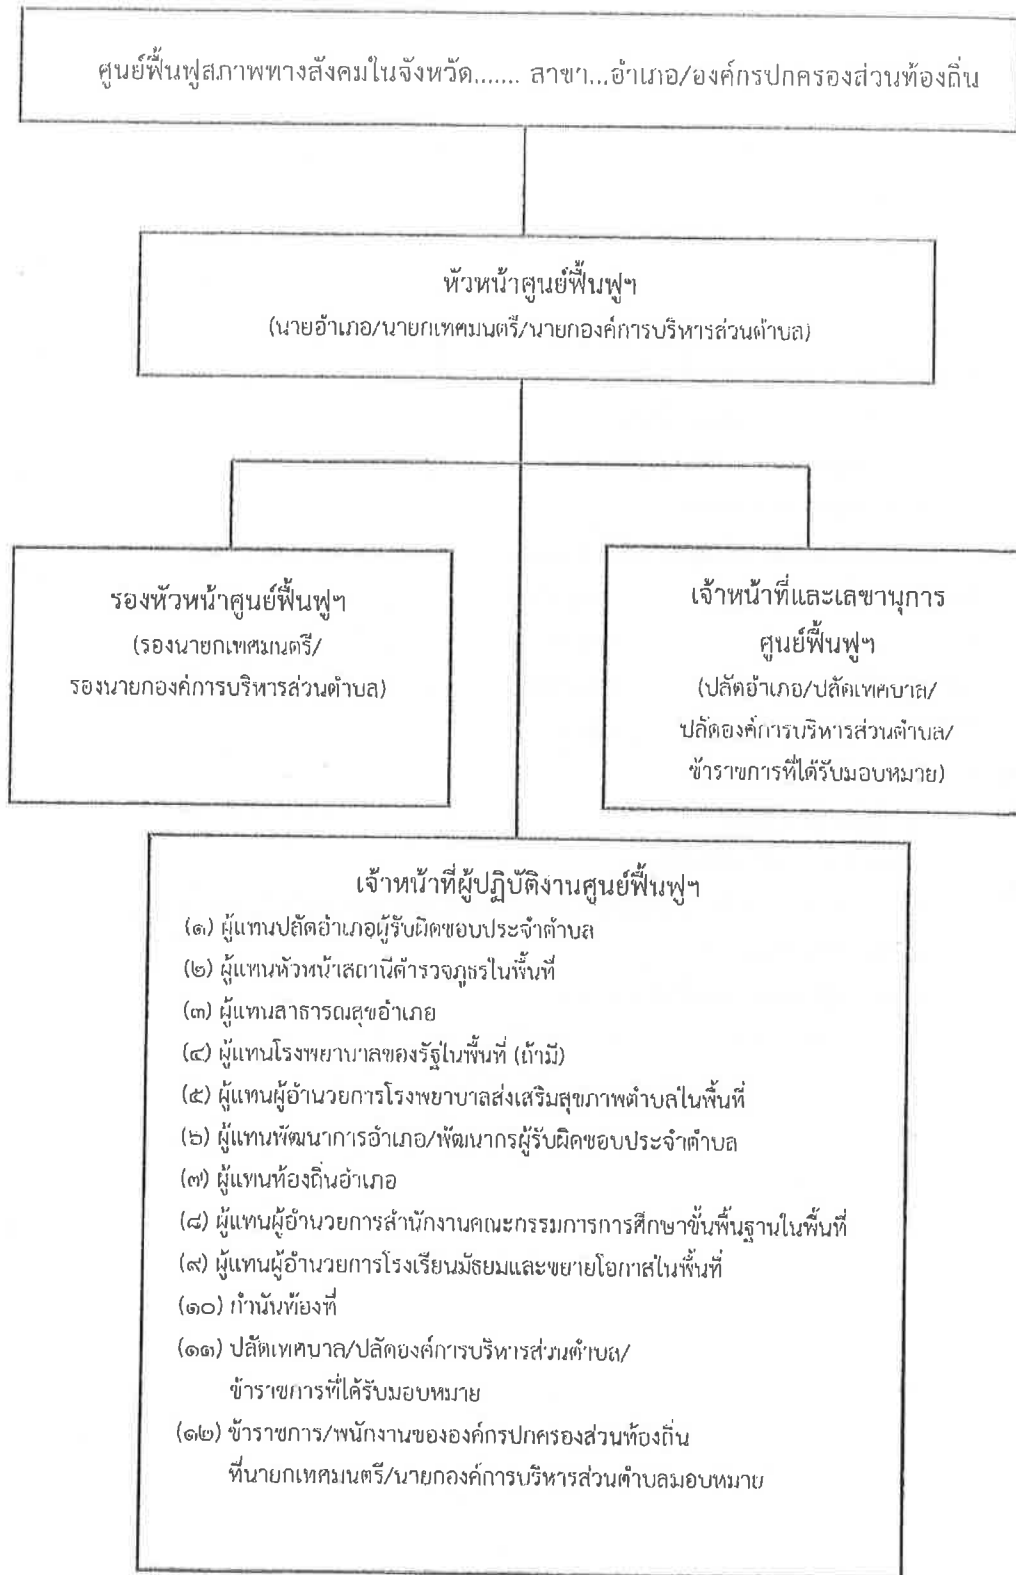 ศูนย์ฟื้นฟูสภาพทางสังคมในจังหวัด....... สาขา...อำเภอ/องค์กรปกครองส่วนท้องถิ่น
หัวหน้าศูนย์ฟื้นฟูฯ
(นายอำเภอ/นายกเทศมนตรี/นายกองค์การบริหารส่วนตำบล)
รองหัวหน้าศูนย์ฟื้นฟูฯ
(รองนายกเทศมนตรี/
รองนายกองค์การบริหารส่วนตำบล)
เจ้าหน้าที่และเลขานุการ
ศูนย์ฟื้นฟูฯ
(ปลัดอำเภอ/ปลัดเทศบาล/
ปลัดองค์การบริหารส่วนตำบล/
ข้าราชการที่ได้รับมอบหมาย)
เจ้าหน้าที่ผู้ปฏิบัติงานศูนย์ฟื้นฟูฯ
(๑) ผู้แทนปลัดอำเภอผู้รับผิดชอบประจำตำบล
(๒) ผู้แทนหัวหน้าสถานีตำรวจภูธรในพื้นที่
(๓) ผู้แทนสาธารณสุขอำเภอ
(๔) ผู้แทนโรงพยาบาลของรัฐในพื้นที่ (ถ้ามี)
(๕) ผู้แทนผู้อำนวยการโรงพยาบาลส่งเสริมสุขภาพตำบลในพื้นที่
(๖) ผู้แทนพัฒนาการอำเภอ/พัฒนากรผู้รับผิดชอบประจำตำบล
(๗) ผู้แทนท้องถิ่นอำเภอ
(๘) ผู้แทนผู้อำนวยการสำนักงานคณะกรรมการการศึกษาขั้นพื้นฐานในพื้นที่
(๙) ผู้แทนผู้อำนวยการโรงเรียนมัธยมและขยายโอกาสในพื้นที่
(๑๐) กำนันท้องที่
(๑๑) ปลัดเทศบาล/ปลัดองค์การบริหารส่วนตำบล/
ข้าราชการที่ได้รับมอบหมาย
(๑๒) ข้าราชการ/พนักงานขององค์กรปกครองส่วนท้องถิ่น
ที่นายกเทศมนตรี/นายกองค์การบริหารส่วนตำบลมอบหมาย